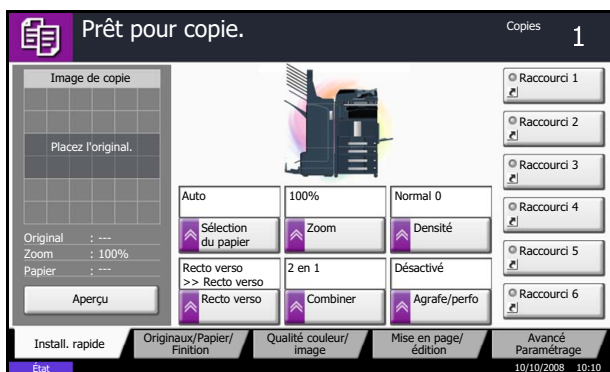 Prêt pour copie.
Copies
1
Image de copie
Placez l'original.
Original : ---
Zoom : 100%
Papier : ---
Aperçu
Auto
Sélection
du papier
100%
Zoom
Normal 0
Densité
Recto verso
>> Recto verso
Recto verso
2 en 1
Combiner
Désactivé
Agrafe/perfo
Raccourci 1
Raccourci 2
Raccourci 3
Raccourci 4
Raccourci 5
Raccourci 6
Install. rapide
Originaux/Papier/
Finition
Qualité couleur/
image
Mise en page/
édition
Avancé
Paramétrage
État
10/10/2008 10:10